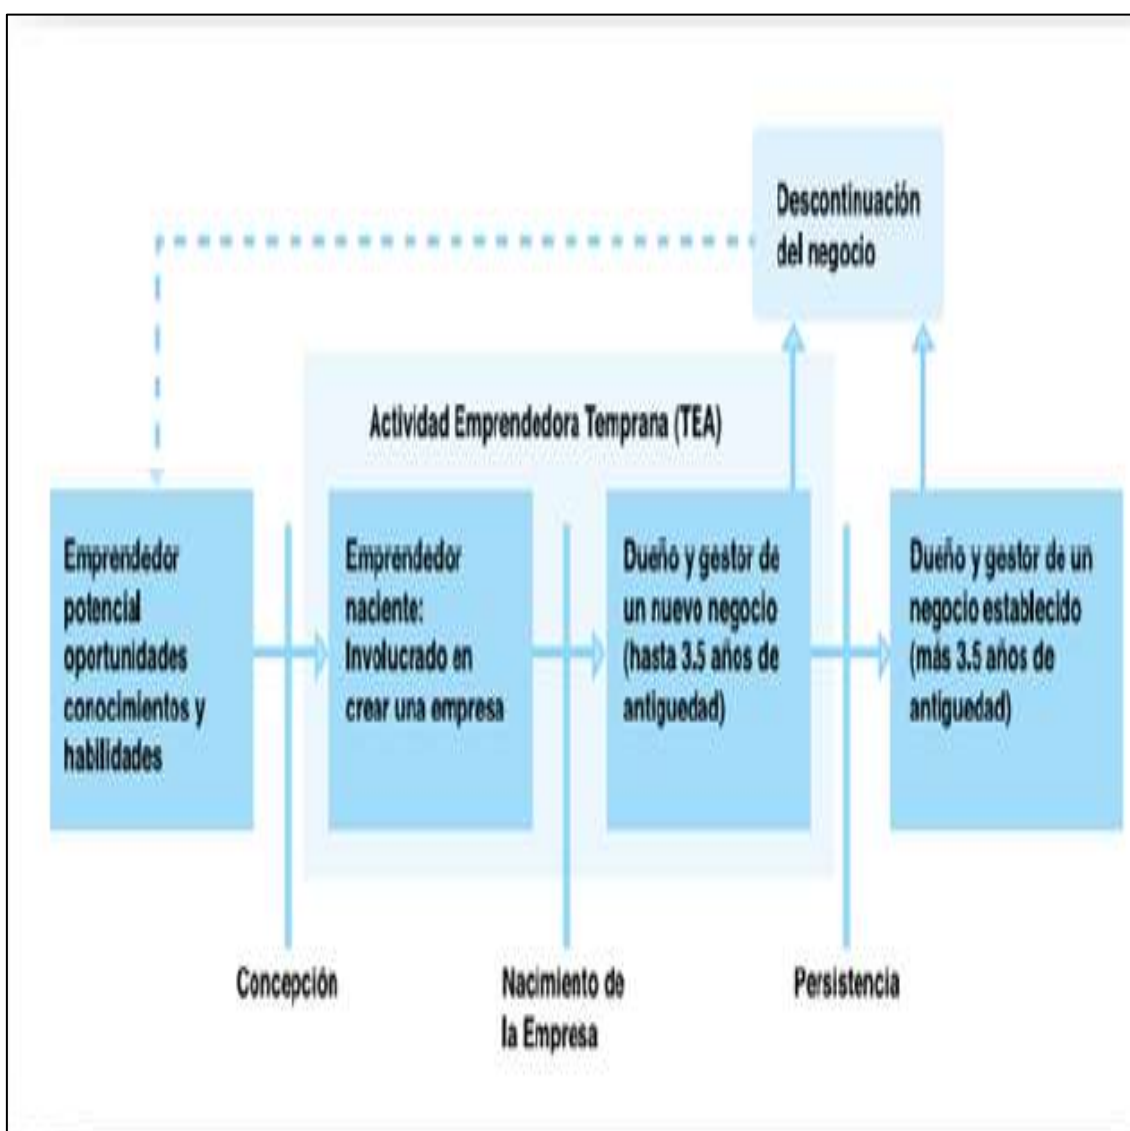 Descontinuación
del negocio
Actividad Emprendedora Temprana (TEA)
Emprendedor
potencial
oportunidades
conocimientos y
habilidades
Emprendedor
naciente:
Involucrado en
crear una empresa
Dueño y gestor de
un nuevo negocio
(hasta 3.5 años de
antiguedad)
Dueño y gestor de un
negocio establecido
(más 3.5 años de
antiguedad)
Concepción
Nacimiento de
la Empresa
Persistencia